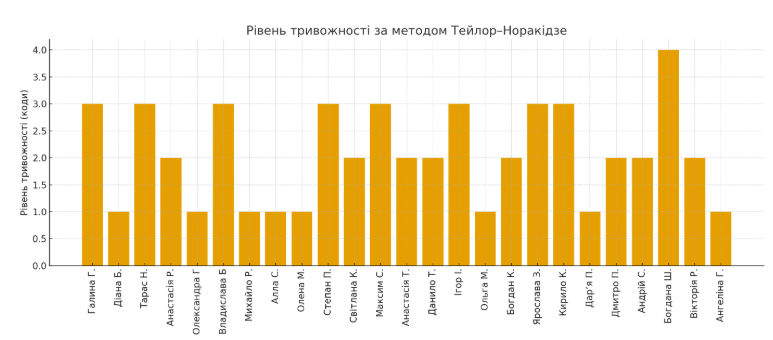 Рівень тривожності за методом Тейлор–Норакідзе
Рівень тривожності (коди)
4.0
3.5
3.0
2.5
2.0
1.5
1.0
0.5
0.0
Галина Г.
Діана Б.
Тарас Н.
Анастасія Р.
Олександра Г
Владислава Б
Михайло Р.
Алла С.
Олена М.
Степан П.
Світлана К.
Максим С.
Анастасія Т.
Данило Т.
Ігор І.
Ольга М.
Богдан К.
Ярослава З.
Кирило К.
Дар'я П.
Дмитро П.
Андрій С.
Богдана Ш.
Вікторія Р.
Ангеліна Г.